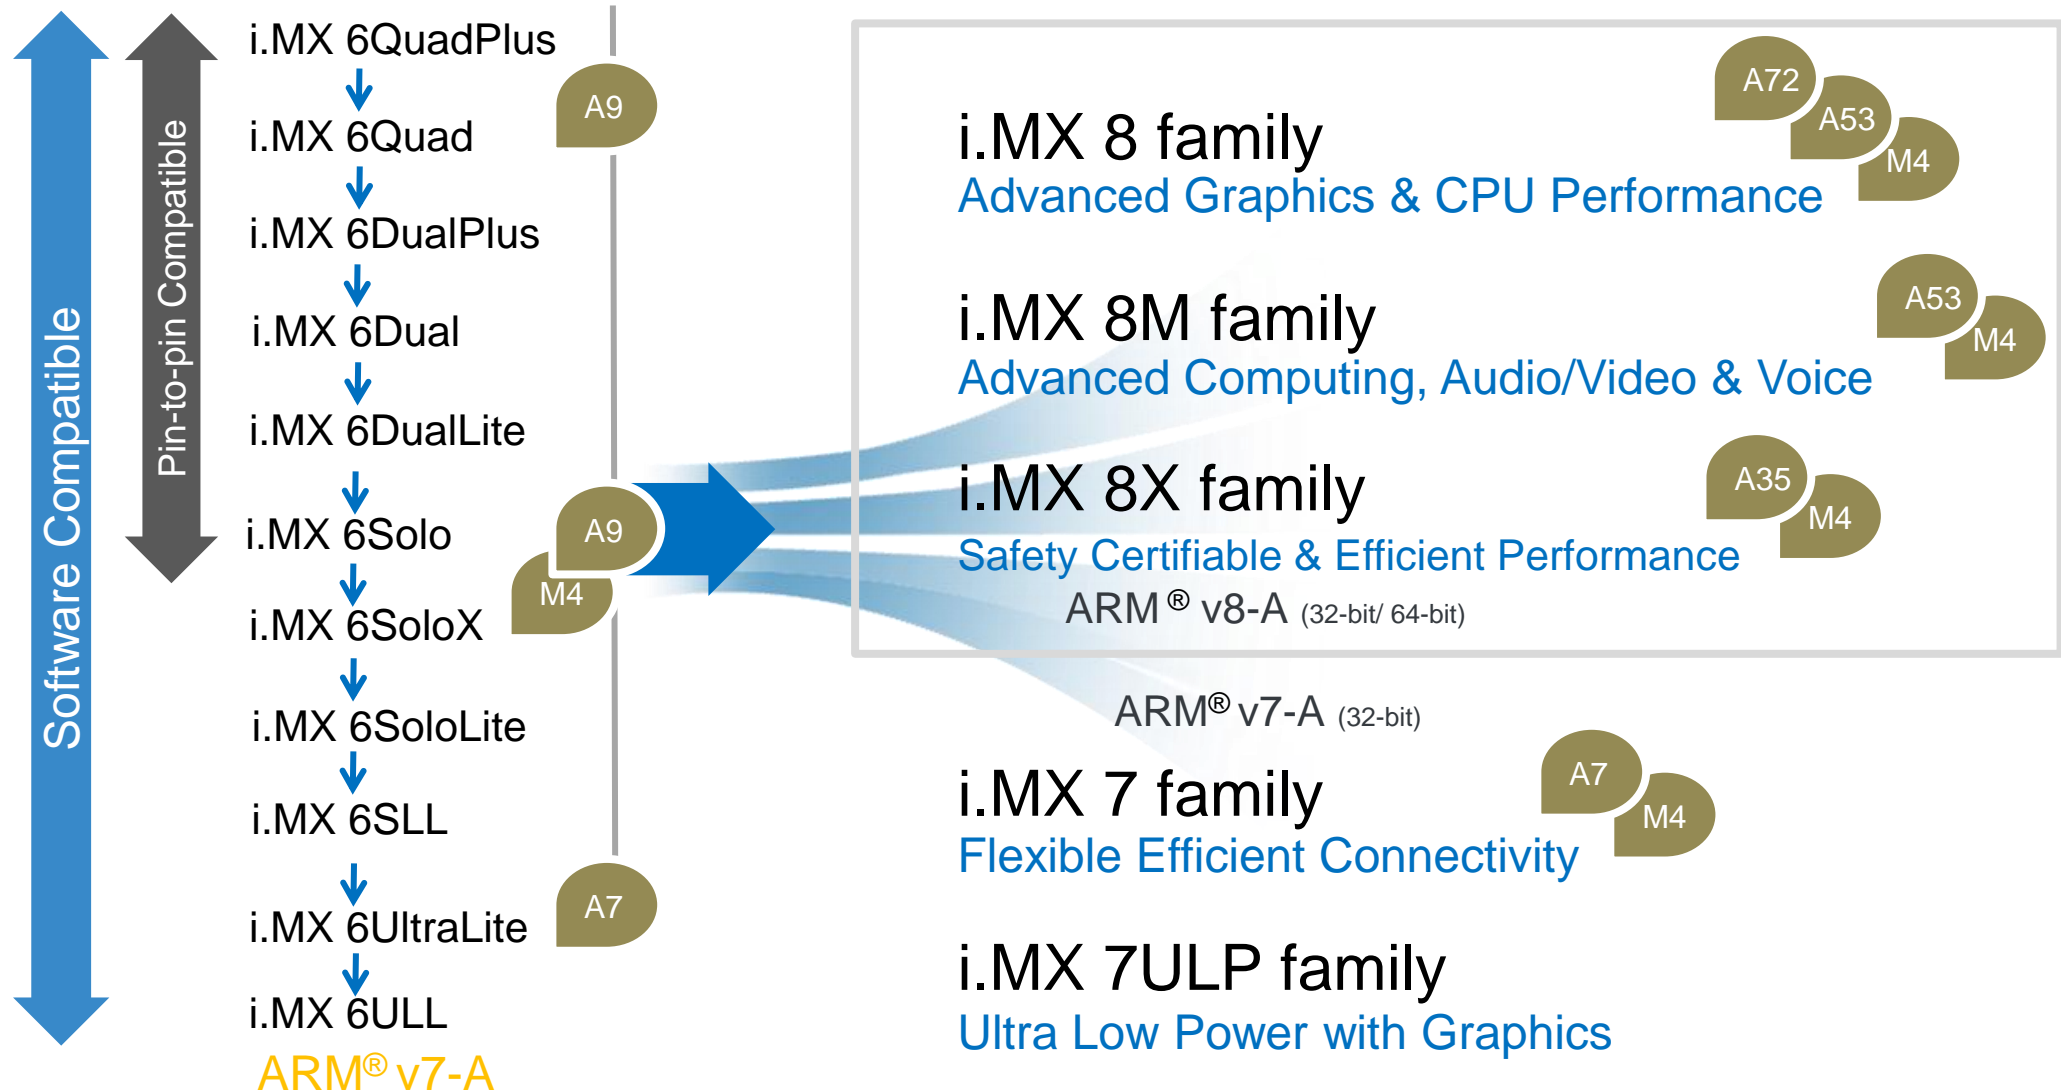 Software Compatible
Pin-to-pin Compatible
i.MX 6QuadPlus
i.MX 6Quad
i.MX 6DualPlus
i.MX 6Dual
i.MX 6DualLite
i.MX 6Solo
i.MX 6SoloX
i.MX 6SoloLite
i.MX 6SLL
i.MX 6UltraLite
i.MX 6ULL
ARM® v7-A
A9
A9
M4
A7
i.MX 8 family
Advanced Graphics & CPU Performance
A72
A53
M4
i.MX 8M family
Advanced Computing, Audio/Video & Voice
A53
M4
i.MX 8X family
Safety Certifiable & Efficient Performance
A35
M4
ARM ® v8-A (32-bit/ 64-bit)
ARM® v7-A (32-bit)
i.MX 7 family
Flexible Efficient Connectivity
A7
M4
i.MX 7ULP family
Ultra Low Power with Graphics